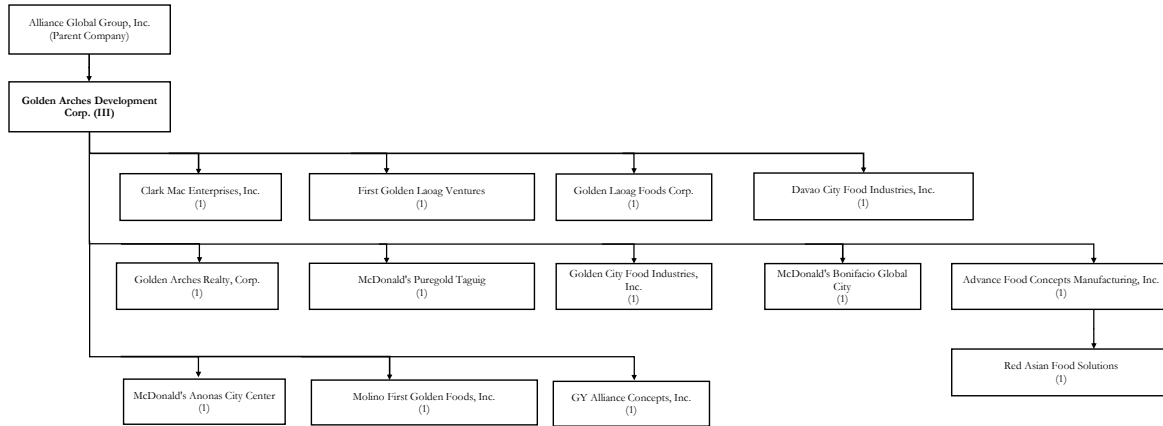 Alliance Global Group, Inc.
(Parent Company)
Golden Arches Development
Corp. (III)
Clark Mac Enterprises, Inc.
(1)
First Golden Laoag Ventures
(1)
Golden Laoag Foods Corp.
(1)
Davao City Food Industries, Inc.
(1)
Golden Arches Realty, Corp.
(1)
McDonald's Puregold Taguig
(1)
Golden City Food Industries,
Inc.
(1)
McDonald's Bonifacio Global
City
(1)
Advance Food Concepts Manufacturing, Inc.
(1)
Red Asian Food Solutions
(1)
McDonald's Anonas City Center
(1)
Molino First Golden Foods, Inc.
(1)
GY Alliance Concepts, Inc.
(1)